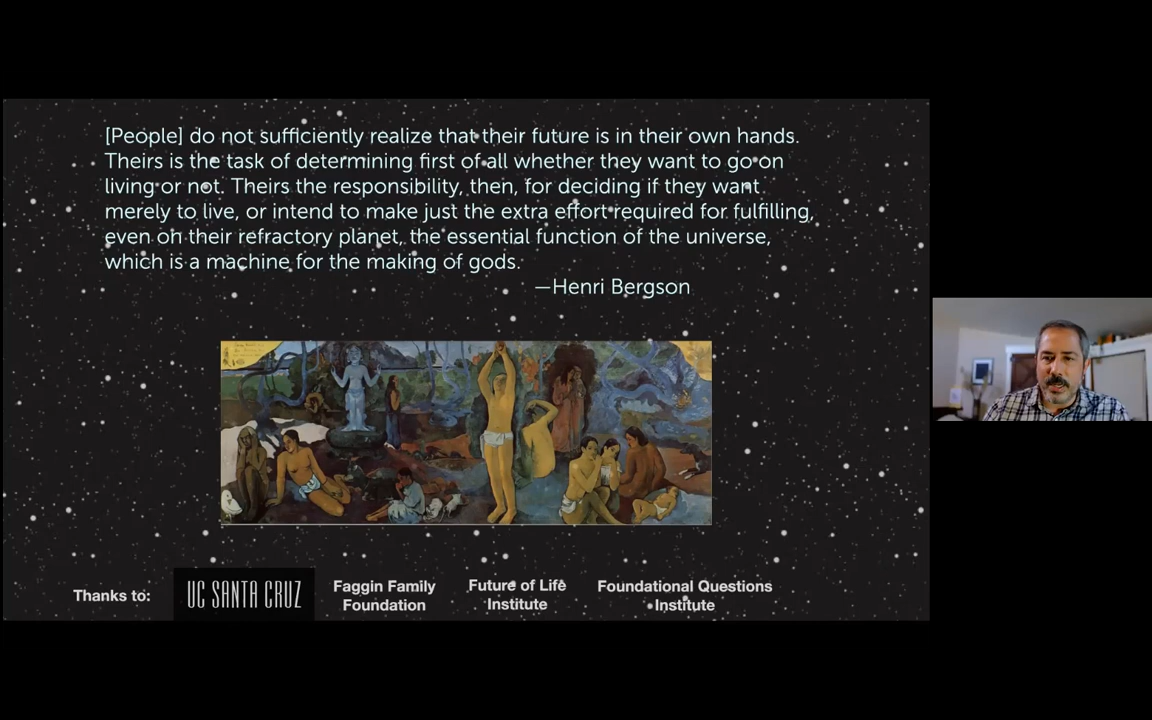 [People] do not sufficiently realize that their future is in their own hands.
Theirs is the task of determining first of all whether they want to go on
living or not. Theirs the responsibility, then, for deciding if they want
merely to live, or intend to make just the extra effort required for fulfilling,
even on their refractory planet, the essential function of the universe,
which is a machine for the making of gods.
—Henri Bergson
Thanks to:
UC SANTA CRUZ
Faggin Family
Foundation
Future of Life
Institute
Foundational Questions
Institute